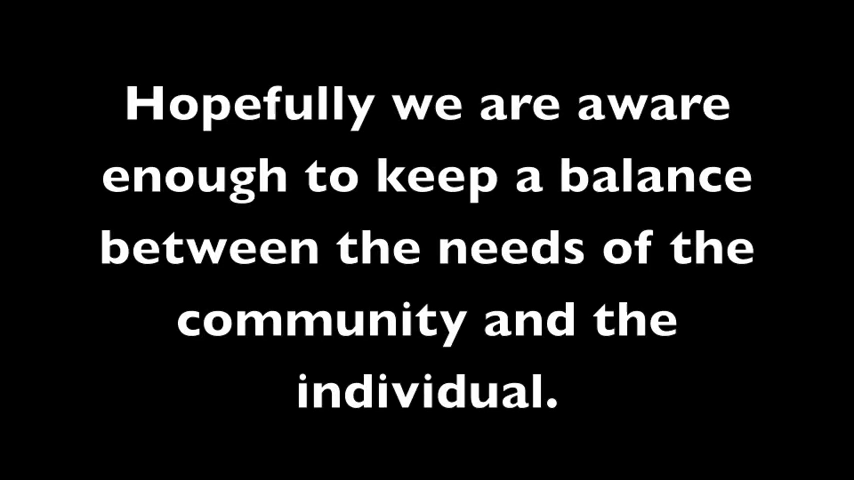 Hopefully we are aware
enough to keep a balance
between the needs of the
community and the
individual.